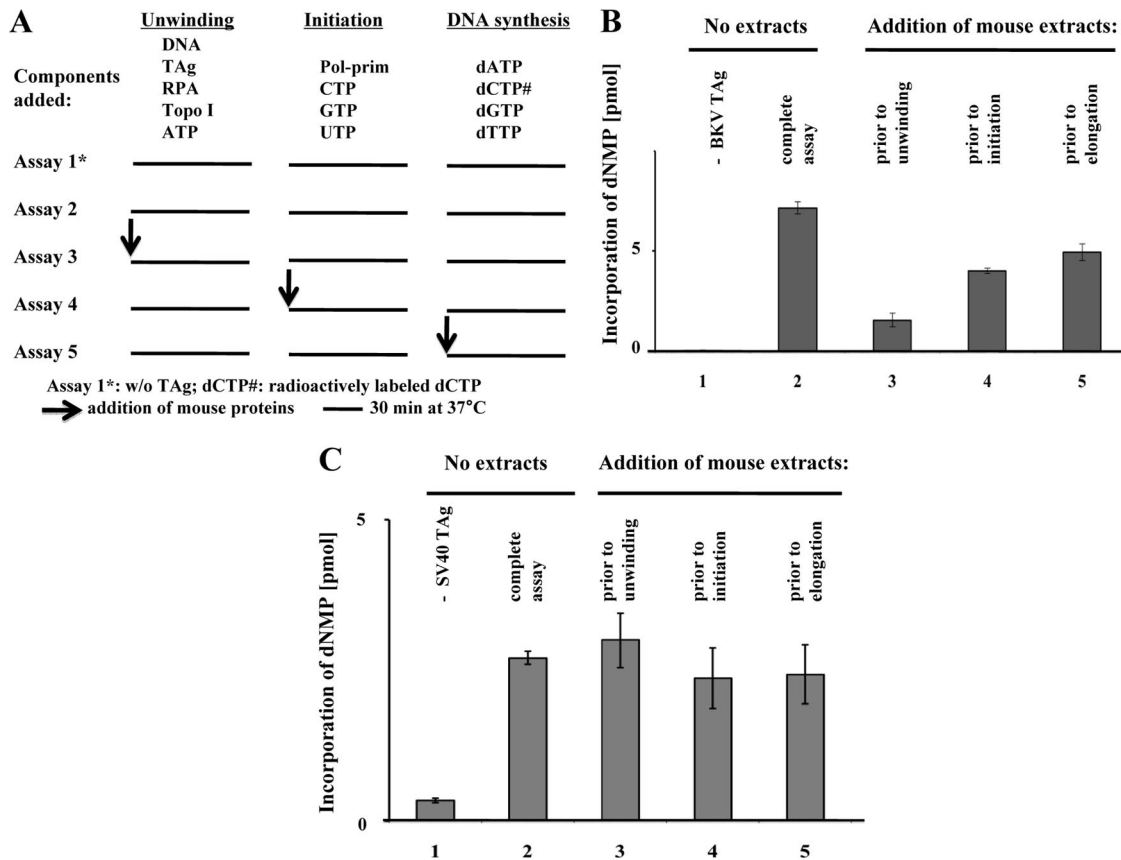 A
Unwinding Initiation DNA synthesis
Components added:
DNA
TAg
RPA
Topo I
ATP
Pol-prim
CTP
GTP
UTP
dATP
dCTP#
dGTP
dTTP
Assay 1*
Assay 2
Assay 3
Assay 4
Assay 5
Assay 1*: w/o TAg; dCTP#: radioactively labeled dCTP
addition of mouse proteins 30 min at 37°C
B
No extracts Addition of mouse extracts:
Incorporation of dNMP [pmol]
5
0
- BKV TAg
complete
assay
prior to
unwinding
prior to
initiation
prior to
elongation
1 2 3 4 5
C
No extracts Addition of mouse extracts:
Incorporation of dNMP [pmol]
5
0
- SV40 TAg
complete
assay
prior to
unwinding
prior to
initiation
prior to
elongation
1 2 3 4 5